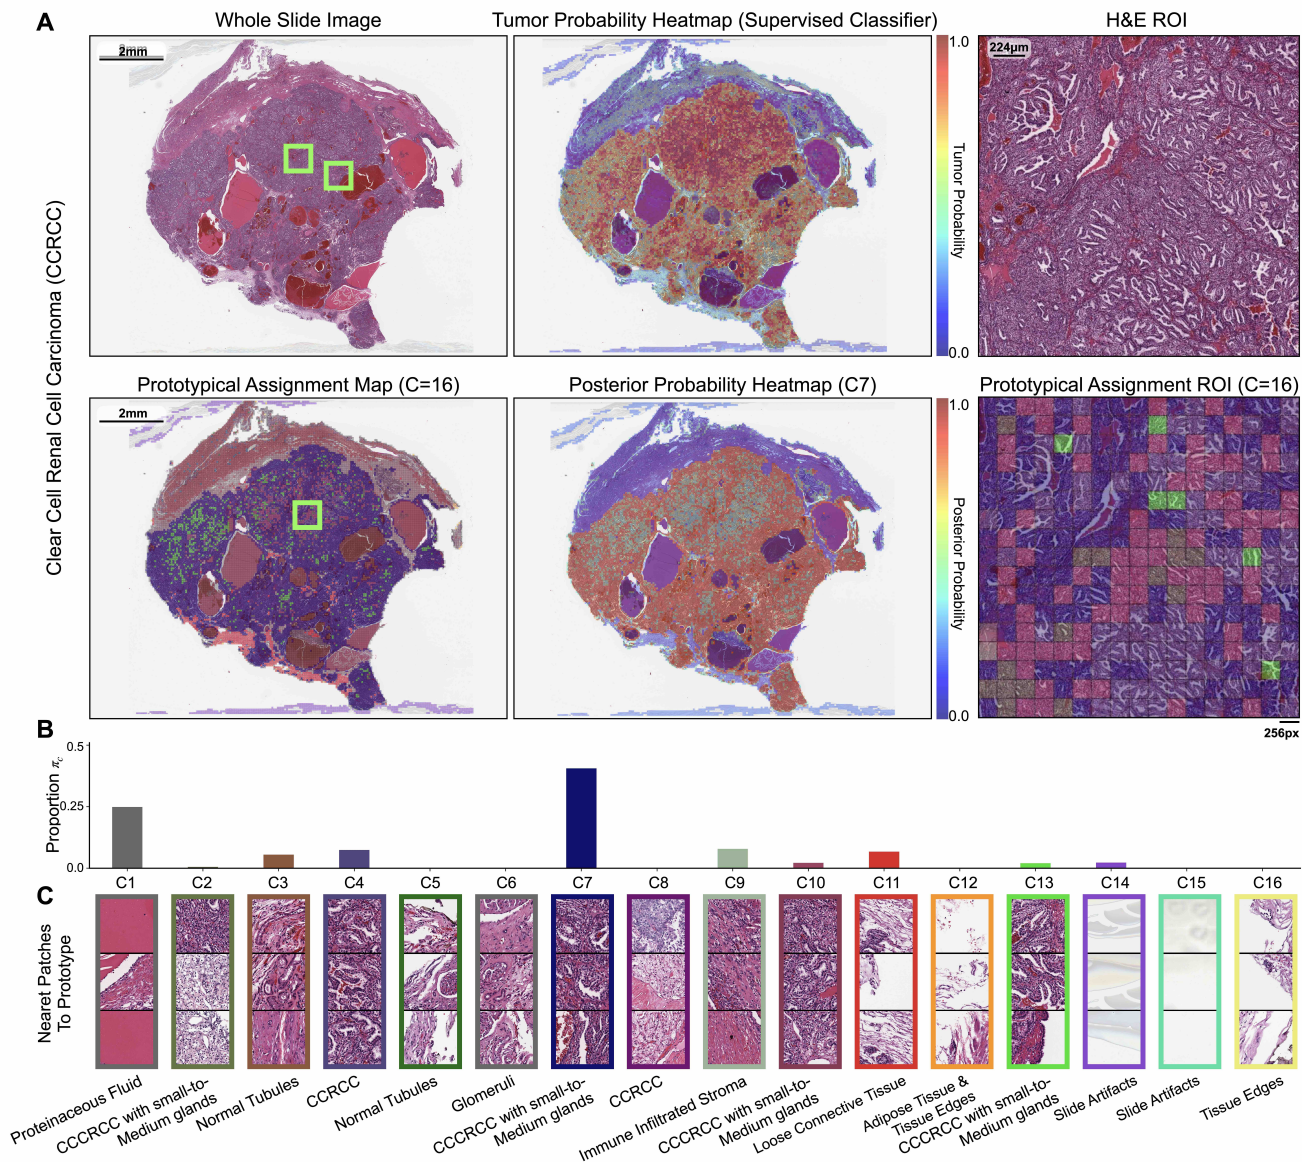 A
Whole Slide Image
Tumor Probability Heatmap (Supervised Classifier)
H&E ROI
2mm
2mm
1.0
Tumor Probability
0.0
224μm
Clear Cell Renal Cell Carcinoma (CCRCC)
Prototypical Assignment Map (C=16)
Posterior Probability Heatmap (C7)
Prototypical Assignment ROI (C=16)
2mm
1.0
Posterior Probability
0.0
256px
B
Proportion π_c
0.5
0.25
0.0
C1 C2 C3 C4 C5 C6 C7 C8 C9 C10 C11 C12 C13 C14 C15 C16
C
Nearet Patches
To Prototype
Proteinaceous Fluid
CCCRCC with small-to-
Medium glands
Normal Tubules
CCRCC
Normal Tubules
Glomeruli
CCCRCC with small-to-
Medium glands
CCRCC
Immune Infiltrated Stroma
CCCRCC with small-to-
Medium glands
Loose Connective Tissue
Adipose Tissue &
Tissue Edges
CCCRCC with small-to-
Medium glands
Slide Artifacts
Slide Artifacts
Tissue Edges